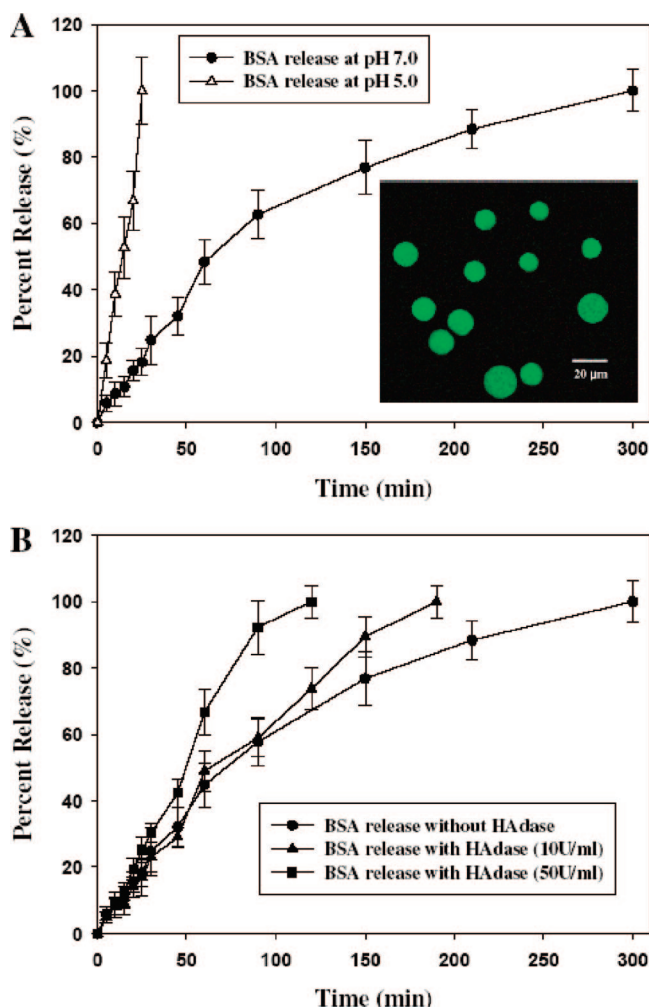 A
120
100
80
60
40
20
0
Percent Release (%)
BSA release at pH 7.0
BSA release at pH 5.0
20 µm
0 50 100 150 200 250 300
Time (min)
B
120
100
80
60
40
20
0
Percent Release (%)
BSA release without HAdase
BSA release with HAdase (10U/ml)
BSA release with HAdase (50U/ml)
0 50 100 150 200 250 300
Time (min)